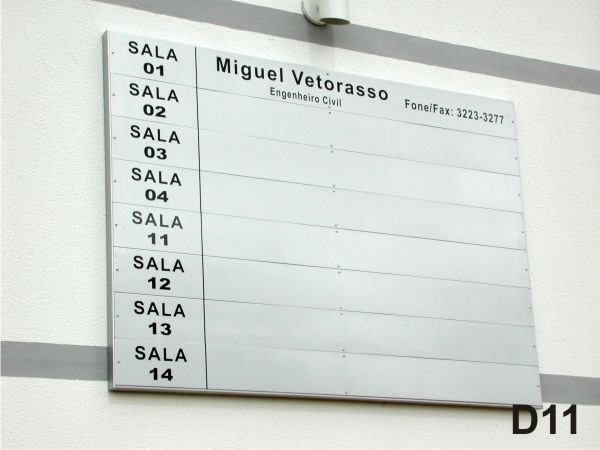 SALA
01
Miguel Vetorasso
Engenheiro Civil
Fone/Fax: 3223-3277
SALA
02
SALA
03
SALA
04
SALA
11
SALA
12
SALA
13
SALA
14
D11